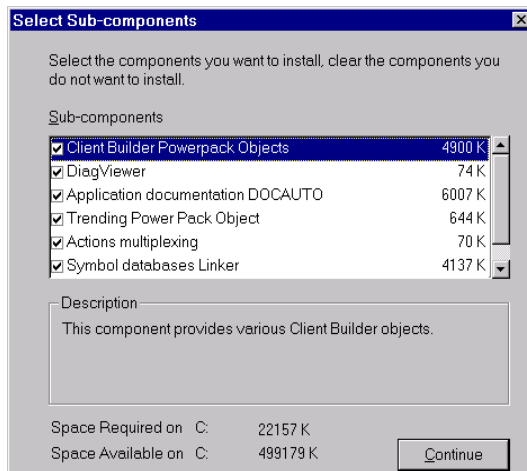 Select Sub-components
Select the components you want to install, clear the components you
do not want to install.
Sub-components
Client Builder Powerpack Objects 4900 K
DiagViewer 74 K
Application documentation DOCAUTO 6007 K
Trending Power Pack Object 644 K
Actions multiplexing 70 K
Symbol databases Linker 4137 K
Description
This component provides various Client Builder objects.
Space Required on C: 22157 K
Space Available on C: 499179 K
Continue